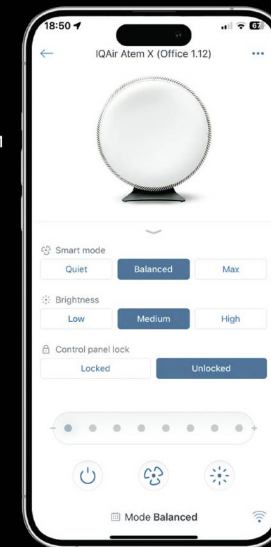 18:50
67
IQAir Atem X (Office 1.12)
Smart mode
Quiet Balanced Max
Brightness
Low Medium High
Control panel lock
Locked Unlocked
- +
Mode Balanced